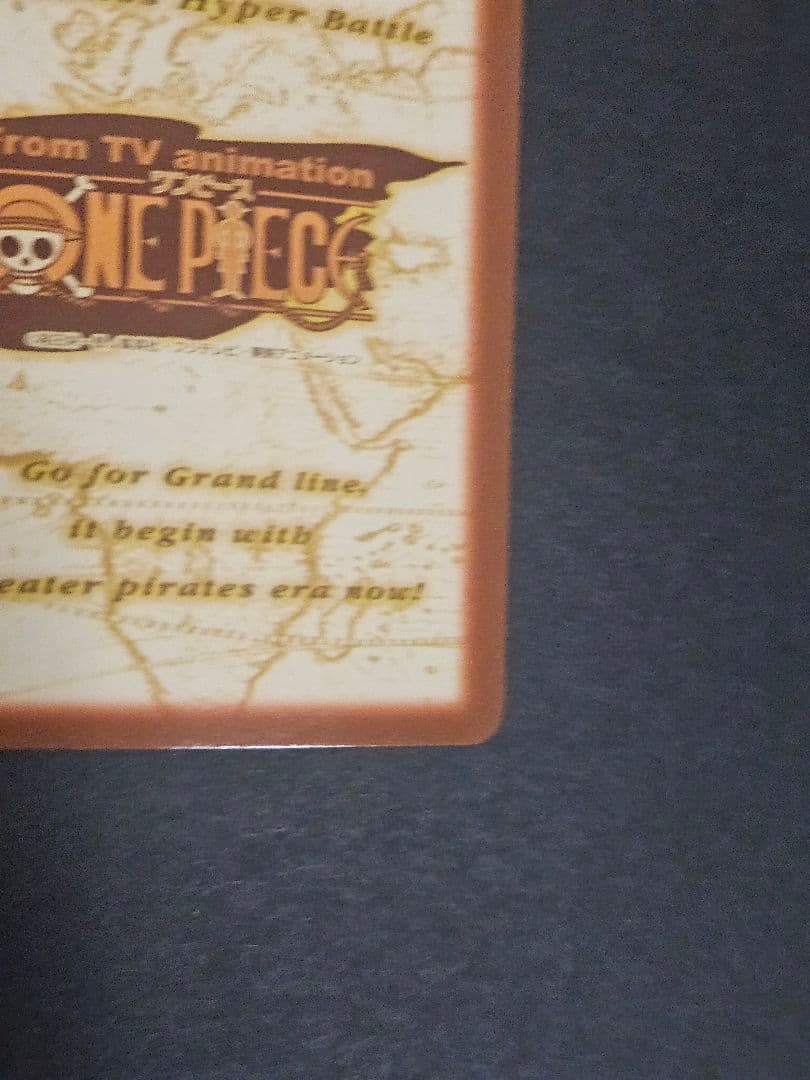 Hyper Battle
from TV animation
ワンピース
ONE PIECE
Go for Grand line,
it begin with
eater pirates era now!